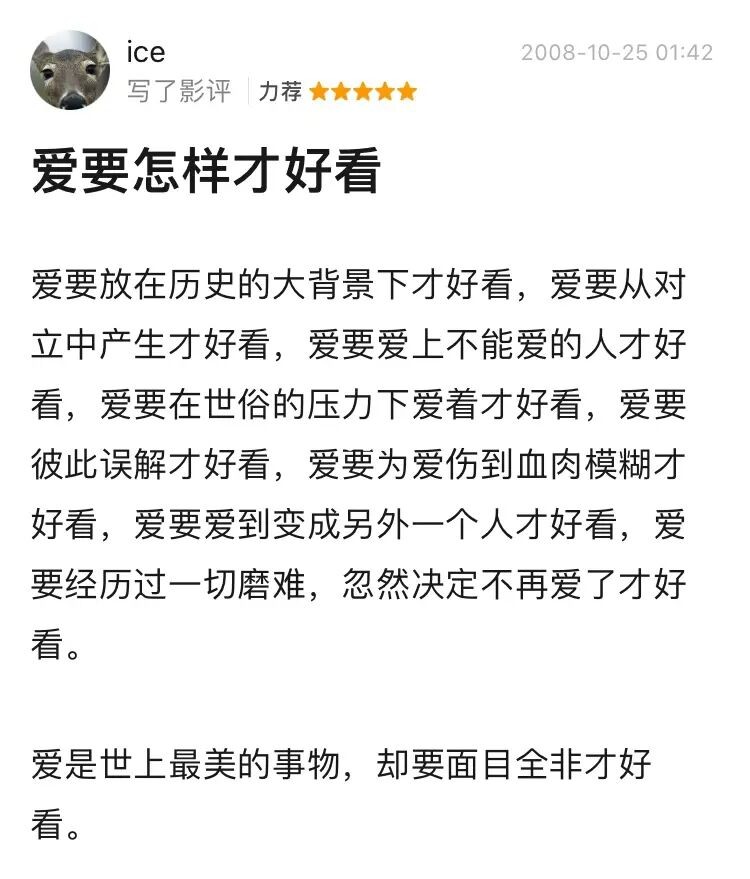 ice
2008-10-25 01:42
写了影评 力荐
爱要怎样才好看
爱要放在历史的大背景下才好看，爱要从对
立中产生才好看，爱要爱上不能爱的人才好
看，爱要在世俗的压力下爱着才好看，爱要
彼此误解才好看，爱要为爱伤到血肉模糊才
好看，爱要爱到变成另外一个人才好看，爱
要经历过一切磨难，忽然决定不再爱了才好
看。
爱是世上最美的事物，却要面目全非才好
看。